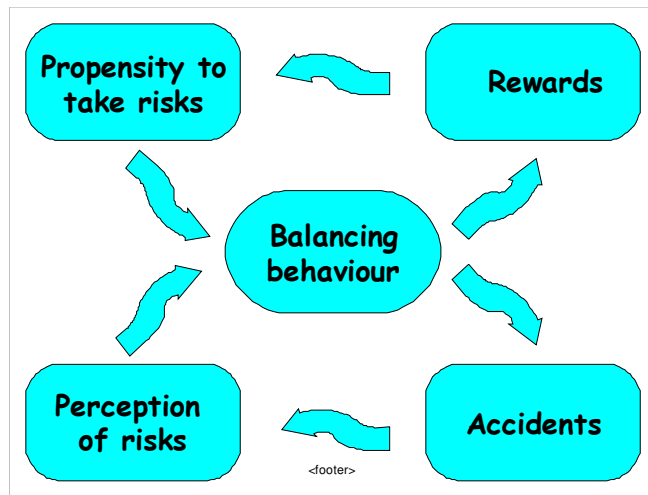 Propensity to
take risks
Rewards
Balancing
behaviour
Perception
of risks
Accidents
<footer>